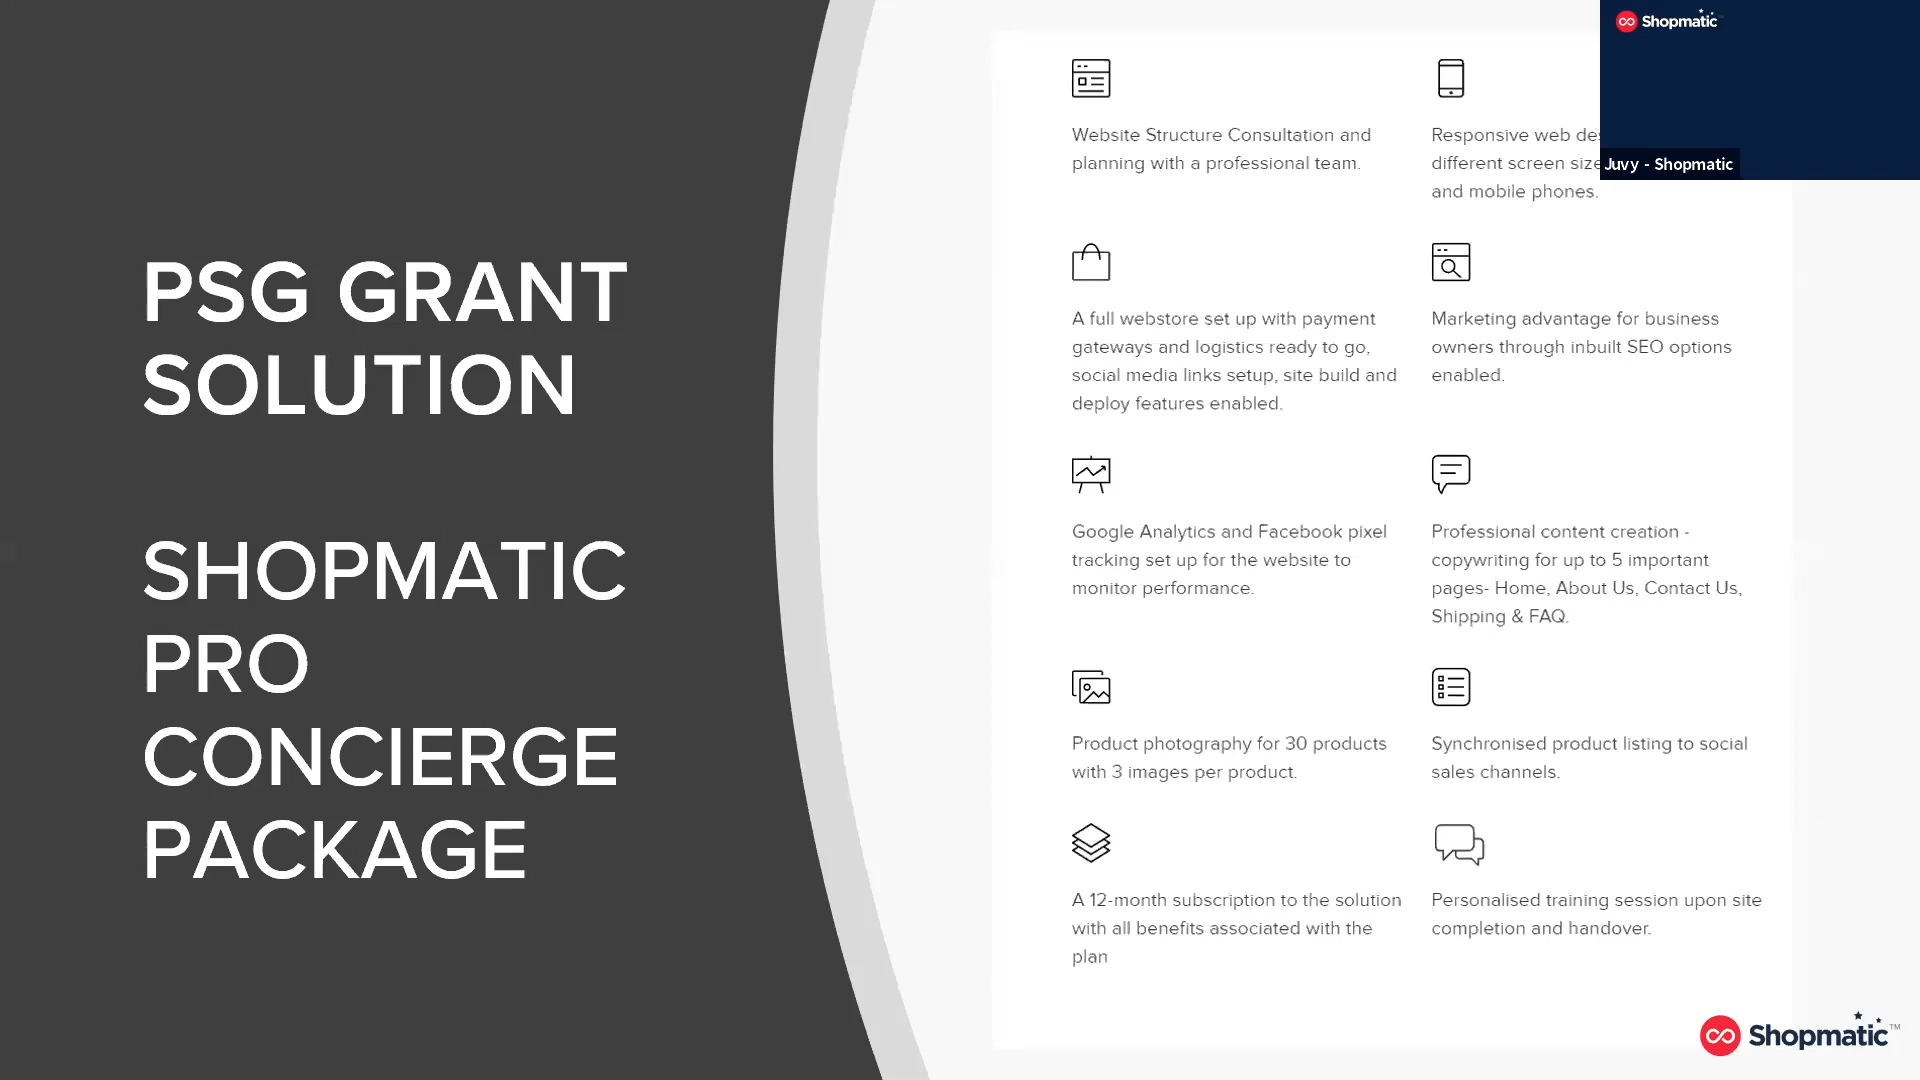 PSG GRANT
SOLUTION
SHOPMATIC
PRO
CONCIERGE
PACKAGE
Website Structure Consultation and
planning with a professional team.
Responsive web
different screen
and mobile phones.
A full webstore set up with payment
gateways and logistics ready to go,
social media links setup, site build and
deploy features enabled.
Marketing advantage for business
owners through inbuilt SEO options
enabled.
Google Analytics and Facebook pixel
tracking set up for the website to
monitor performance.
Professional content creation -
copywriting for up to 5 important
pages- Home, About Us, Contact Us,
Shipping & FAQ.
Product photography for 30 products
with 3 images per product.
Synchronised product listing to social
sales channels.
A 12-month subscription to the solution
with all benefits associated with the
plan
Personalised training session upon site
completion and handover.
Shopmatic
Juvy - Shopmatic
Shopmatic™